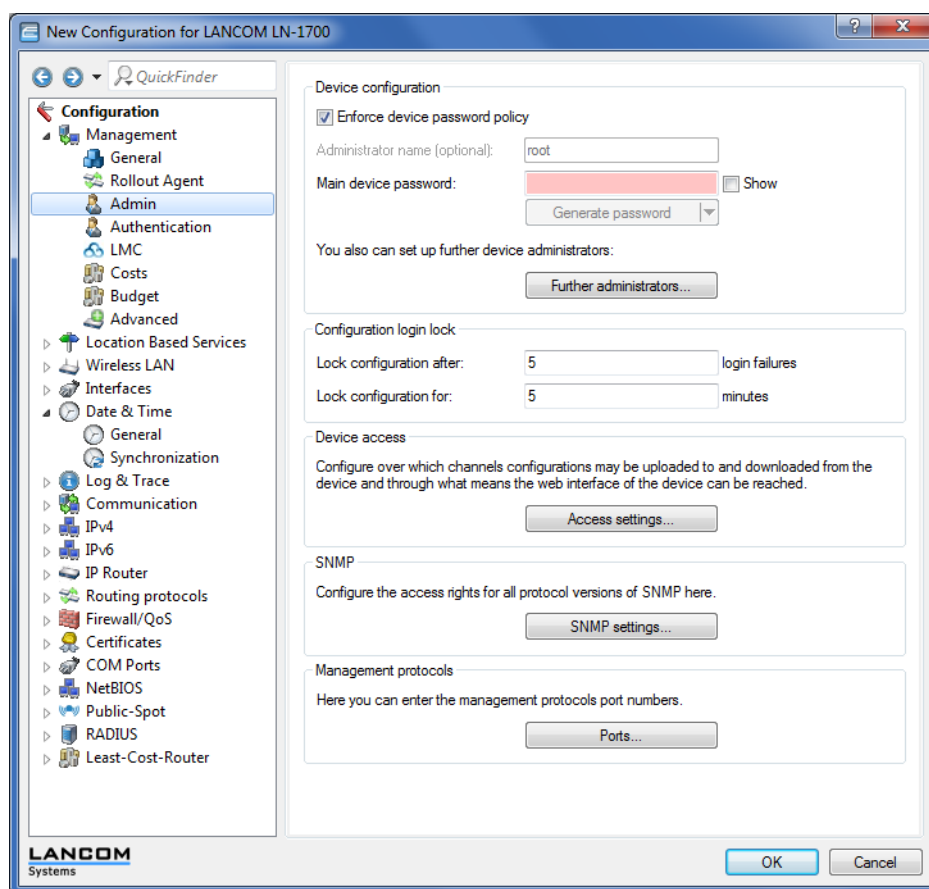 New Configuration for LANCOM LN-1700
QuickFinder
Configuration
Management
General
Rollout Agent
Admin
Authentication
LMC
Costs
Budget
Advanced
Location Based Services
Wireless LAN
Interfaces
Date & Time
General
Synchronization
Log & Trace
Communication
IPv4
IPv6
IP Router
Routing protocols
Firewall/QoS
Certificates
COM Ports
NetBIOS
Public-Spot
RADIUS
Least-Cost-Router
Device configuration
Enforce device password policy
Administrator name (optional): root
Main device password: Show
Generate password
You also can set up further device administrators:
Further administrators...
Configuration login lock
Lock configuration after: 5 login failures
Lock configuration for: 5 minutes
Device access
Configure over which channels configurations may be uploaded to and downloaded from the
device and through what means the web interface of the device can be reached.
Access settings...
SNMP
Configure the access rights for all protocol versions of SNMP here.
SNMP settings...
Management protocols
Here you can enter the management protocols port numbers.
Ports...
LANCOM
Systems
OK Cancel